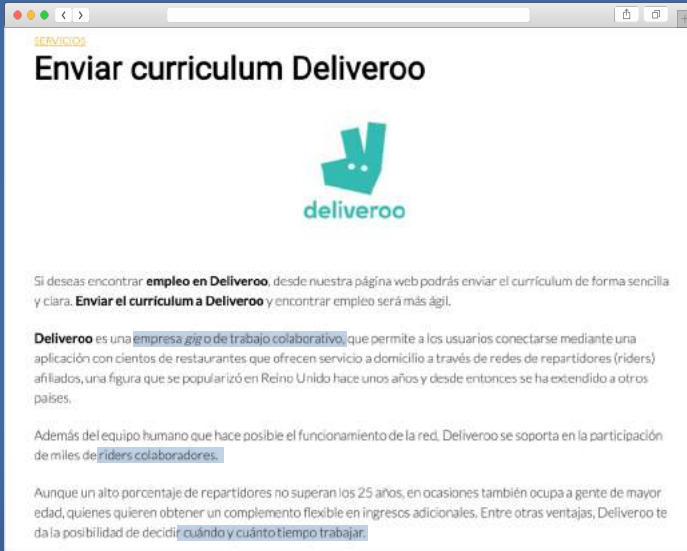 SERVICIOS
Enviar curriculum Deliveroo
deliveroo
Si deseas encontrar empleo en Deliveroo, desde nuestra página web podrás enviar el currículum de forma sencilla
y clara. Enviar el currículum a Deliveroo y encontrar empleo será más ágil.
Deliveroo es una empresa gig o de trabajo colaborativo, que permite a los usuarios conectarse mediante una
aplicación con cientos de restaurantes que ofrecen servicio a domicilio a través de redes de repartidores (riders)
afiliados, una figura que se popularizó en Reino Unido hace unos años y desde entonces se ha extendido a otros
países.
Además del equipo humano que hace posible el funcionamiento de la red, Deliveroo se soporta en la participación
de miles de riders colaboradores.
Aunque un alto porcentaje de repartidores no superan los 25 años, en ocasiones también ocupa a gente de mayor
edad, quienes quieren obtener un complemento flexible en ingresos adicionales. Entre otras ventajas, Deliveroo te
da la posibilidad de decidir cuándo y cuánto tiempo trabajar.